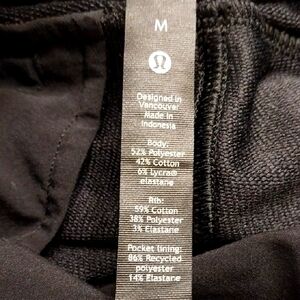 M
Designed in
Vancouver
Made in
Indonesia
Body:
52% Polyester
42% Cotton
6% Lycra®
elastane
Rib:
59% Cotton
38% Polyester
3% Elastane
Pocket lining:
86% Recycled
polyester
14% Elastane